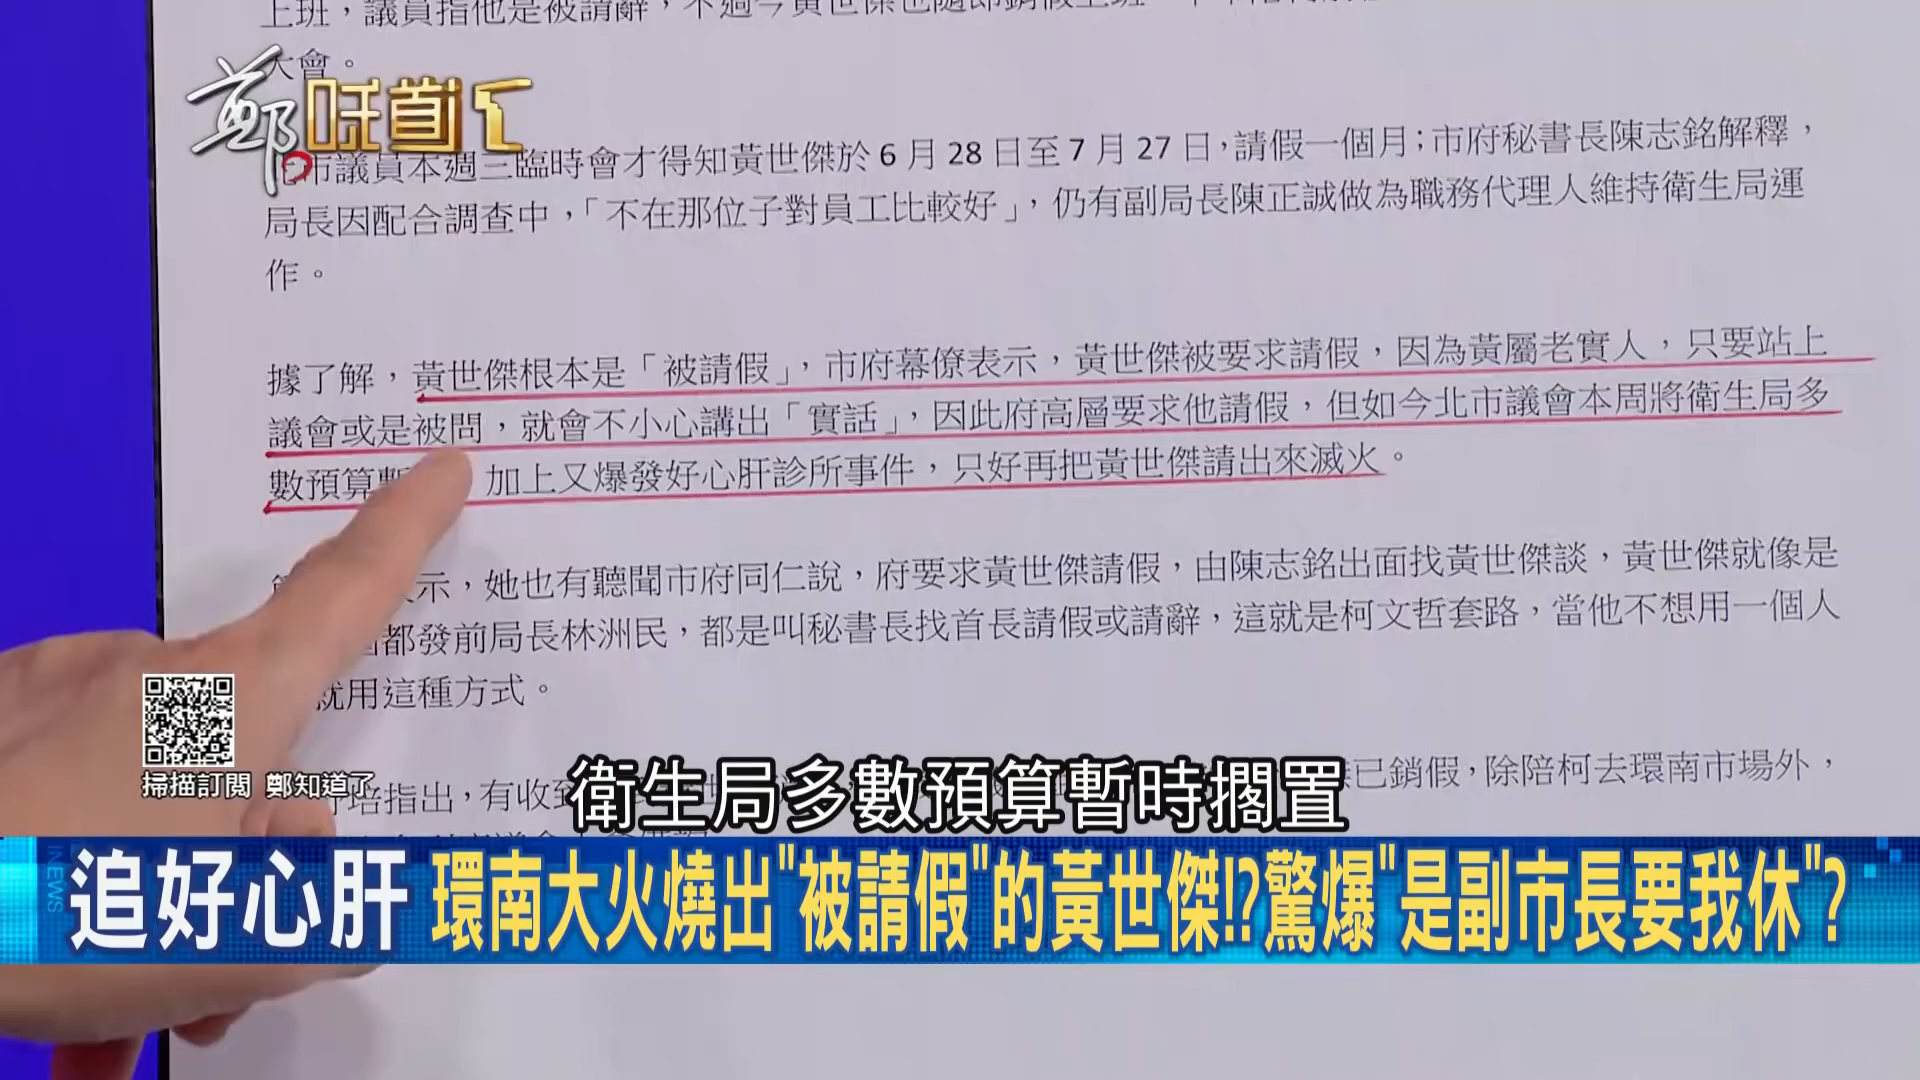 上班，議員指他是被請辭，不過今黃世傑也隨即銷假上班
大會。
鄭知道了
北市議員本週三臨時會才得知黃世傑於6月28日至7月27日，請假一個月；市府秘書長陳志銘解釋，
局長因配合調查中，「不在那位子對員工比較好」，仍有副局長陳正誠做為職務代理人維持衛生局運
作。
據了解，黃世傑根本是「被請假」，市府幕僚表示，黃世傑被要求請假，因為黃屬老實人，只要站上
議會或是被問，就會不小心講出「實話」，因此府高層要求他請假，但如今北市議會本周將衛生局多
數預算暫 加上又爆發好心肝診所事件，只好再把黃世傑請出來滅火。
表示，她也有聽聞市府同仁說，府要求黃世傑請假，由陳志銘出面找黃世傑談，黃世傑就像是
都發前局長林洲民，都是叫秘書長找首長請假或請辭，這就是柯文哲套路，當他不想用一個人
就用這種方式。
培指出，有收到 已銷假，除陪柯去環南市場外，
掃描訂閱 鄭知道了
衛生局多數預算暫時擱置
NEWS
追好心肝 環南大火燒出"被請假"的黃世傑!?驚爆"是副市長要我休"?